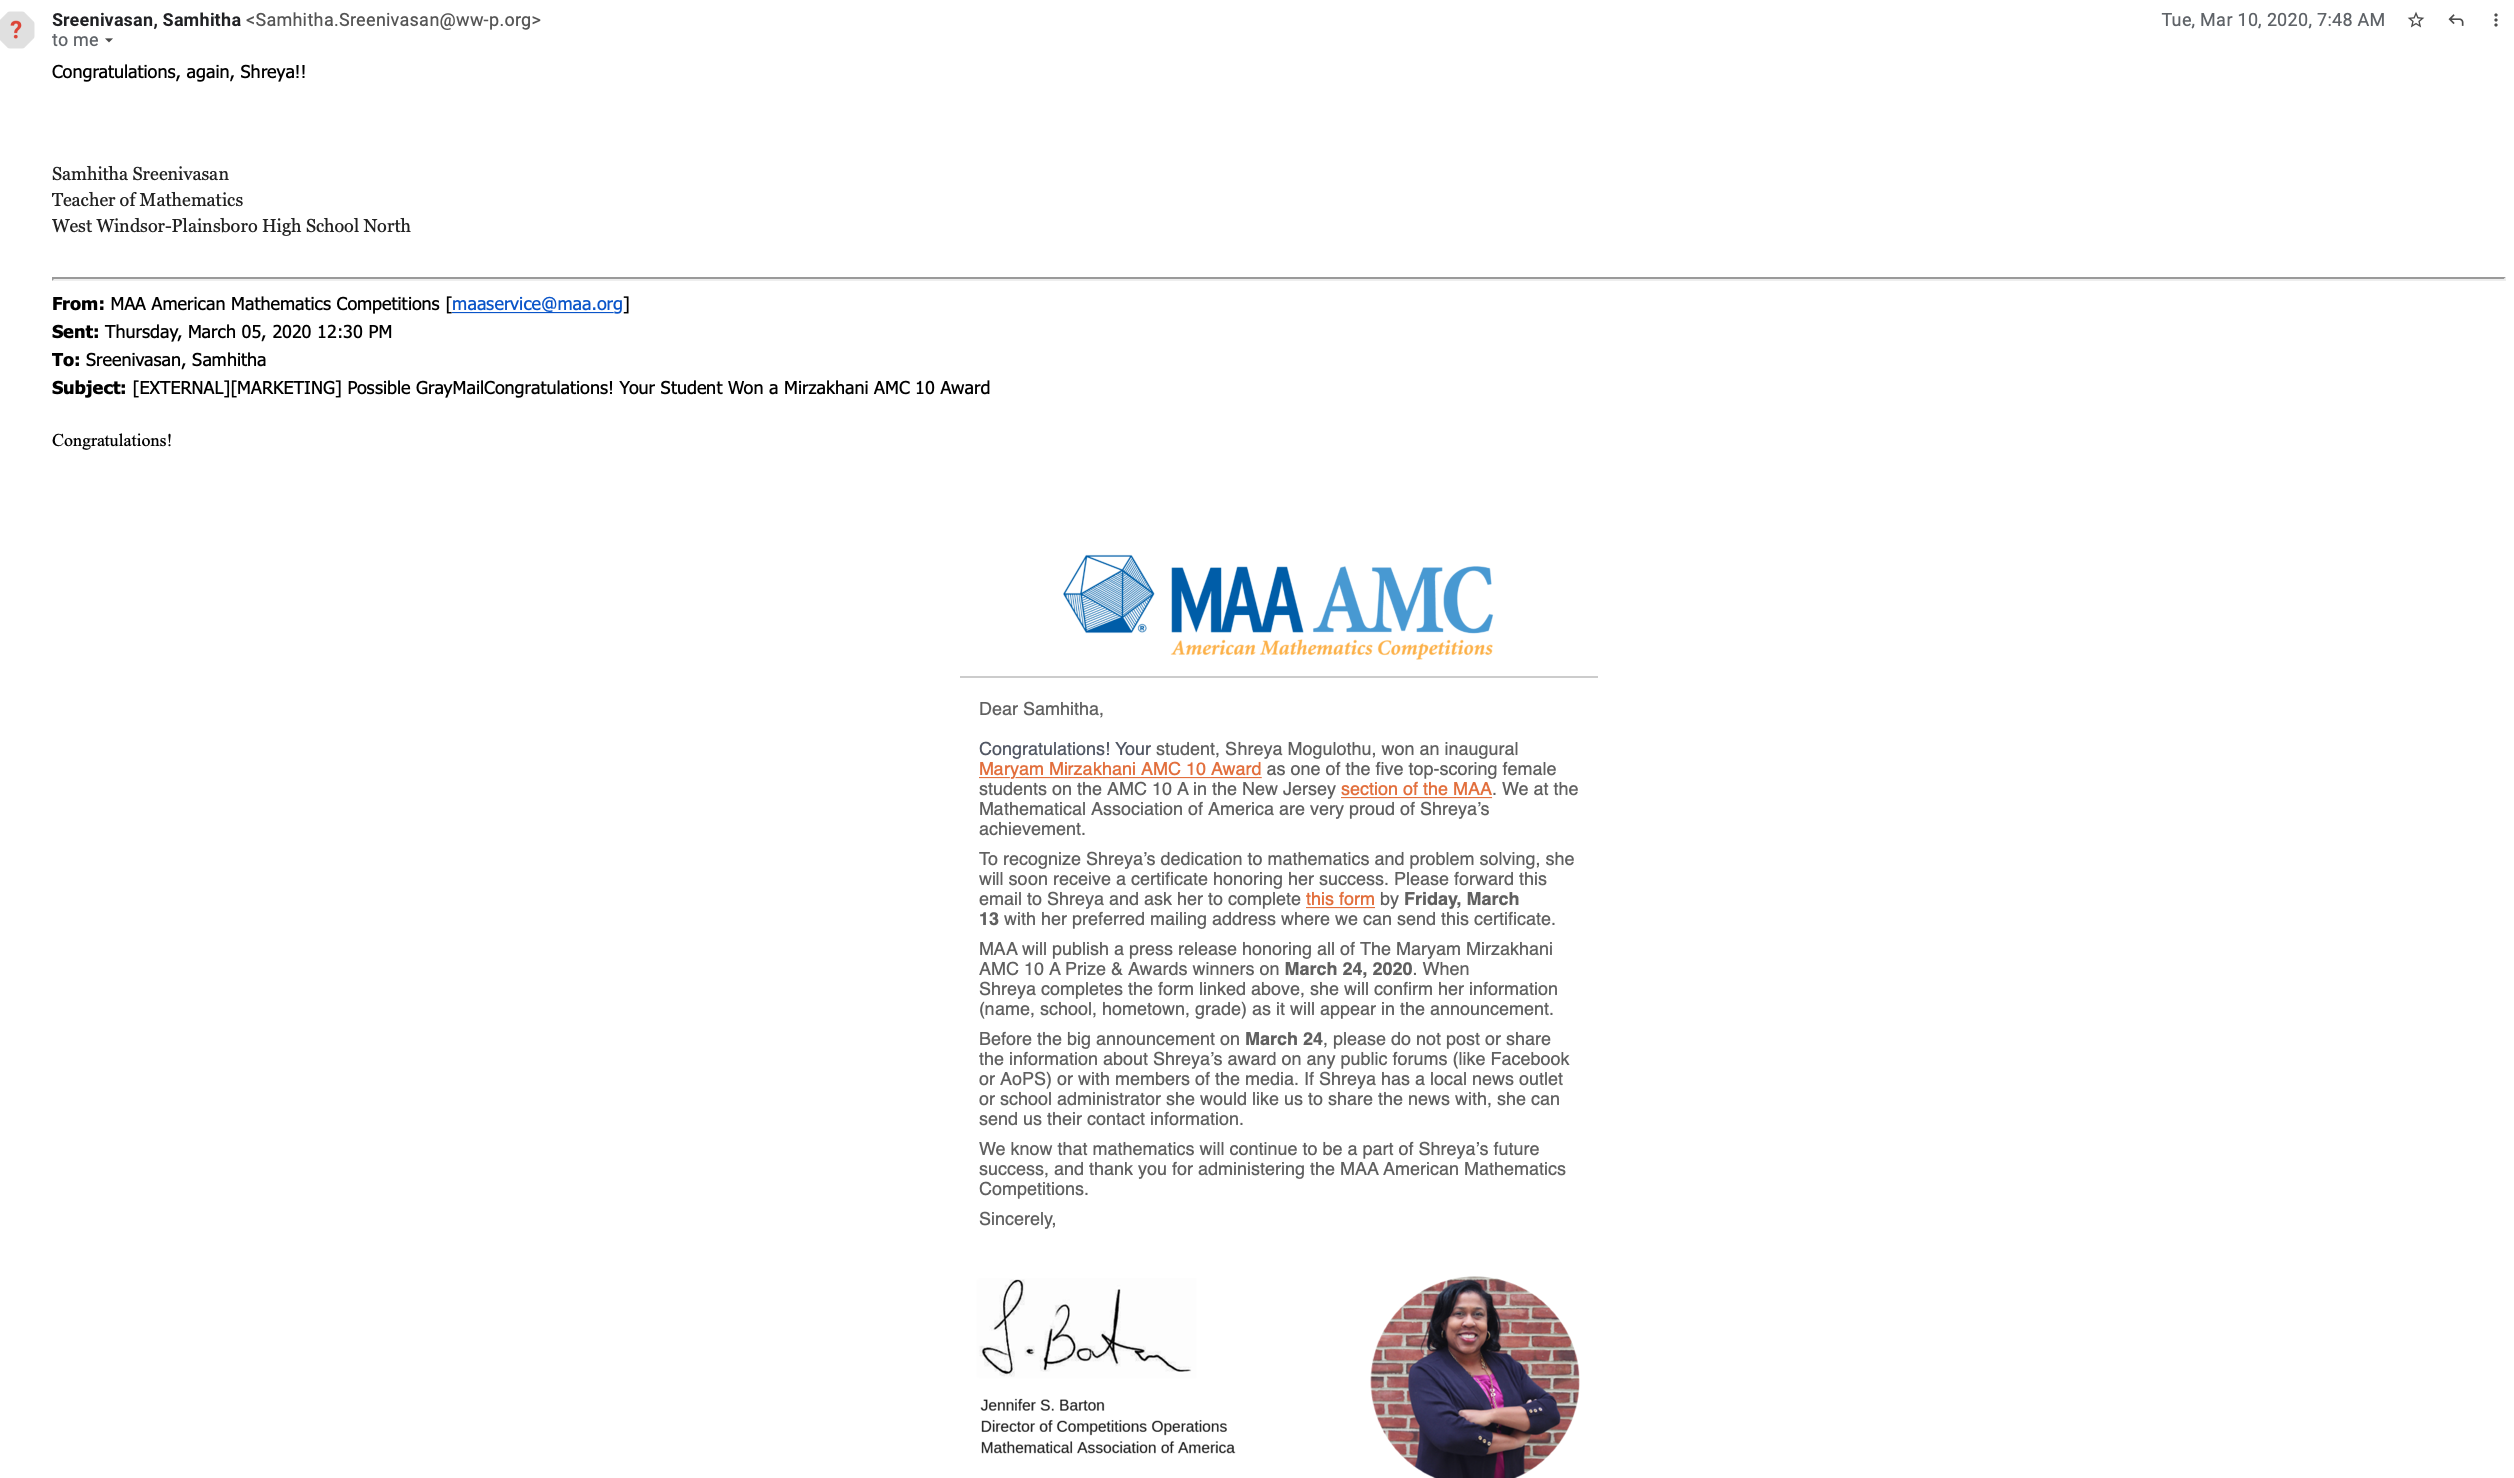 Sreenivasan, Samhitha <Samhitha.Sreenivasan@ww-p.org>
Tue, Mar 10, 2020, 7:48 AM
to me
Congratulations, again, Shreya!!
Samhitha Sreenivasan
Teacher of Mathematics
West Windsor-Plainsboro High School North
From: MAA American Mathematics Competitions [maaservice@maa.org]
Sent: Thursday, March 05, 2020 12:30 PM
To: Sreenivasan, Samhitha
Subject: [EXTERNAL][MARKETING] Possible GrayMailCongratulations! Your Student Won a Mirzakhani AMC 10 Award
Congratulations!
MAA AMC
American Mathematics Competitions
Dear Samhitha,
Congratulations! Your student, Shreya Mogulothu, won an inaugural
Maryam Mirzakhani AMC 10 Award as one of the five top-scoring female
students on the AMC 10 A in the New Jersey section of the MAA. We at the
Mathematical Association of America are very proud of Shreya’s
achievement.
To recognize Shreya’s dedication to mathematics and problem solving, she
will soon receive a certificate honoring her success. Please forward this
email to Shreya and ask her to complete this form by Friday, March
13 with her preferred mailing address where we can send this certificate.
MAA will publish a press release honoring all of The Maryam Mirzakhani
AMC 10 A Prize & Awards winners on March 24, 2020. When
Shreya completes the form linked above, she will confirm her information
(name, school, hometown, grade) as it will appear in the announcement.
Before the big announcement on March 24, please do not post or share
the information about Shreya’s award on any public forums (like Facebook
or AoPS) or with members of the media. If Shreya has a local news outlet
or school administrator she would like us to share the news with, she can
send us their contact information.
We know that mathematics will continue to be a part of Shreya’s future
success, and thank you for administering the MAA American Mathematics
Competitions.
Sincerely,
J. Barton
Jennifer S. Barton
Director of Competitions Operations
Mathematical Association of America